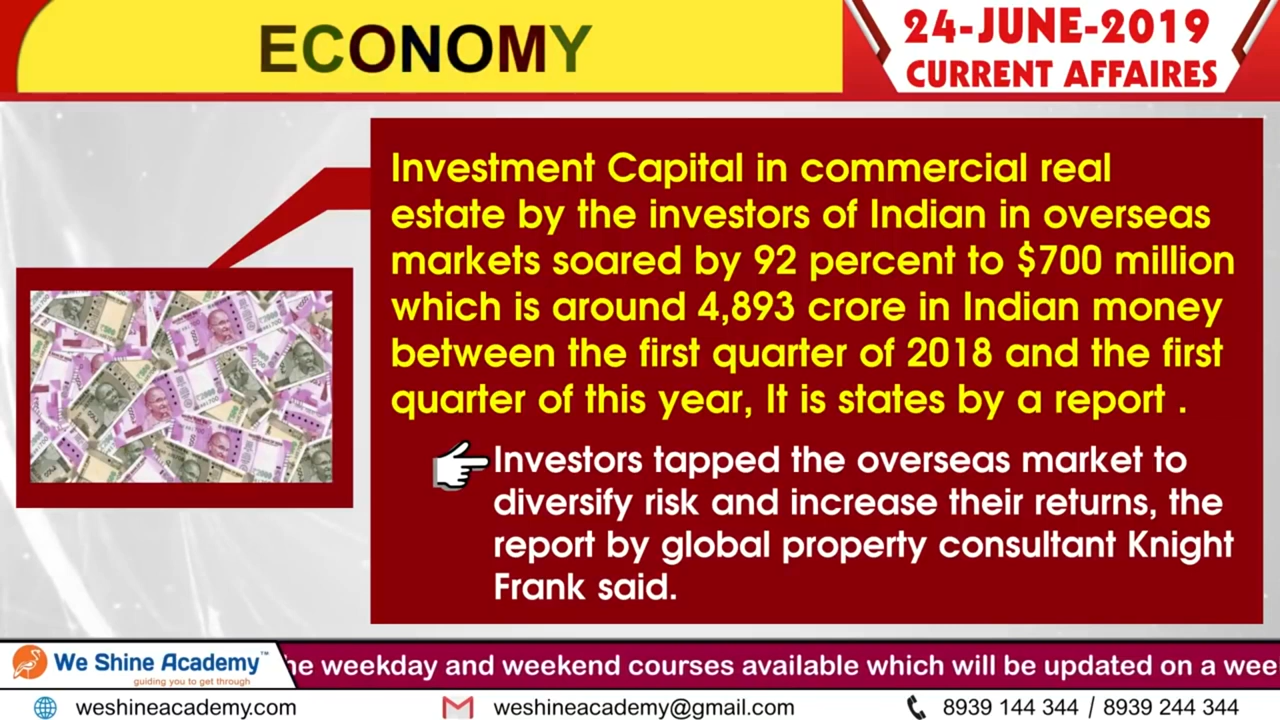 ECONOMY
24-JUNE-2019
CURRENT AFFAIRES
Investment Capital in commercial real
estate by the investors of Indian in overseas
markets soared by 92 percent to $700 million
which is around 4,893 crore in Indian money
between the first quarter of 2018 and the first
quarter of this year, It is states by a report .
Investors tapped the overseas market to
diversify risk and increase their returns, the
report by global property consultant Knight
Frank said.
We Shine Academy™
guiding you to get through
he weekday and weekend courses available which will be updated on a wee
weshineacademy.com
weshineacademy@gmail.com
8939 144 344 / 8939 244 344